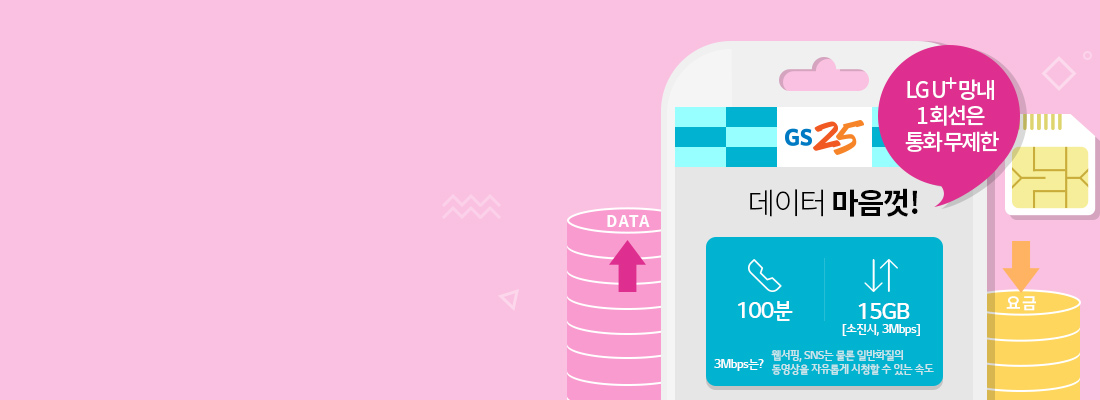 LG U+ 망내
1회선은
통화 무제한
GS25
데이터 마음껏!
DATA
100분
15GB
[소진시, 3Mbps]
요금
3Mbps는?
웹서핑, SNS는 물론 일반화질의
동영상을 자유롭게 시청할 수 있는 속도